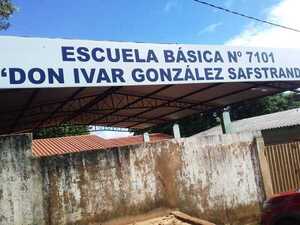 ESCUELA BÁSICA Nº 7101
"DON IVAR GONZÁLEZ SAFSTRAND